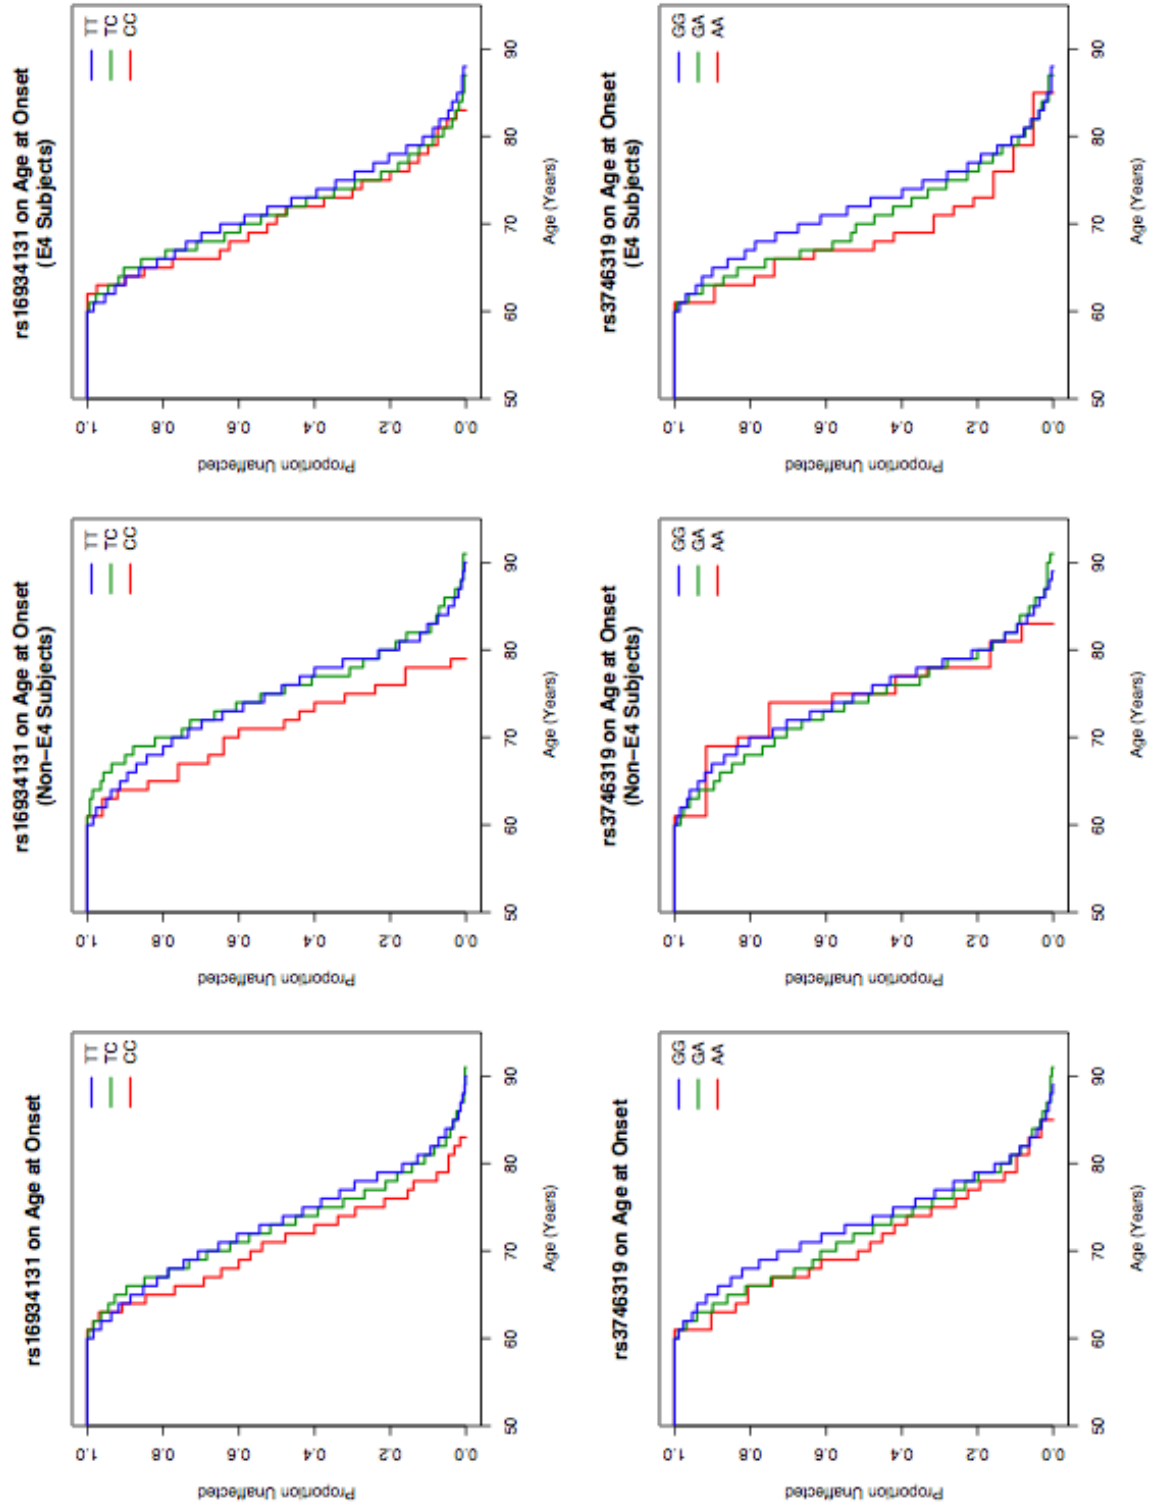 rs16934131 on Age at Onset
TT
TC
CC
Proportion Unaffected
1.0
0.8
0.6
0.4
0.2
0.0
50
60
70
80
90
Age (Years)
rs16934131 on Age at Onset
(Non−E4 Subjects)
TT
TC
CC
Proportion Unaffected
1.0
0.8
0.6
0.4
0.2
0.0
50
60
70
80
90
Age (Years)
rs16934131 on Age at Onset
(E4 Subjects)
TT
TC
CC
Proportion Unaffected
1.0
0.8
0.6
0.4
0.2
0.0
50
60
70
80
90
Age (Years)
rs3746319 on Age at Onset
GG
GA
AA
Proportion Unaffected
1.0
0.8
0.6
0.4
0.2
0.0
50
60
70
80
90
Age (Years)
rs3746319 on Age at Onset
(Non−E4 Subjects)
GG
GA
AA
Proportion Unaffected
1.0
0.8
0.6
0.4
0.2
0.0
50
60
70
80
90
Age (Years)
rs3746319 on Age at Onset
(E4 Subjects)
GG
GA
AA
Proportion Unaffected
1.0
0.8
0.6
0.4
0.2
0.0
50
60
70
80
90
Age (Years)